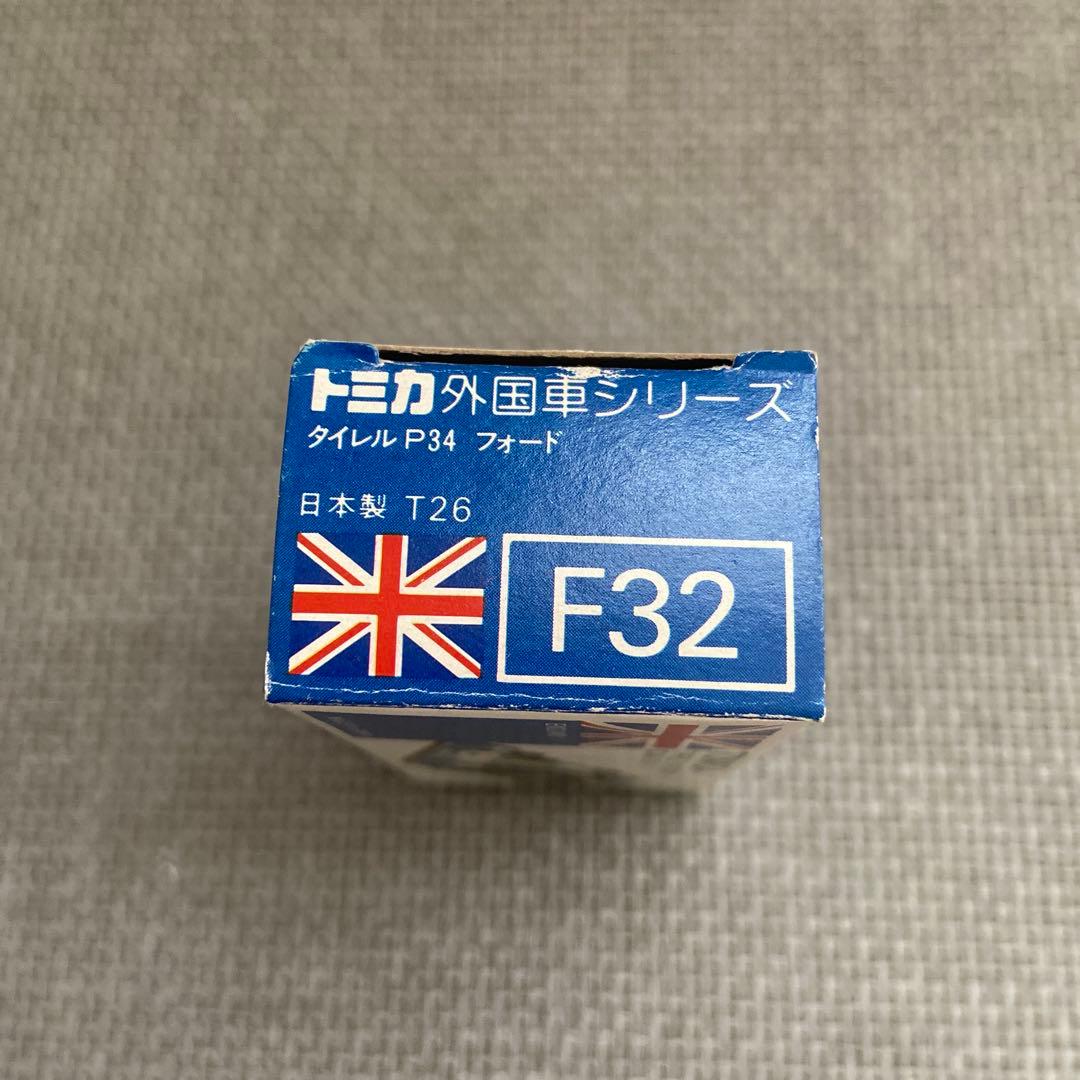 トミカ外国車シリーズ
タイレル P34 フォード
日本製 T26
F32